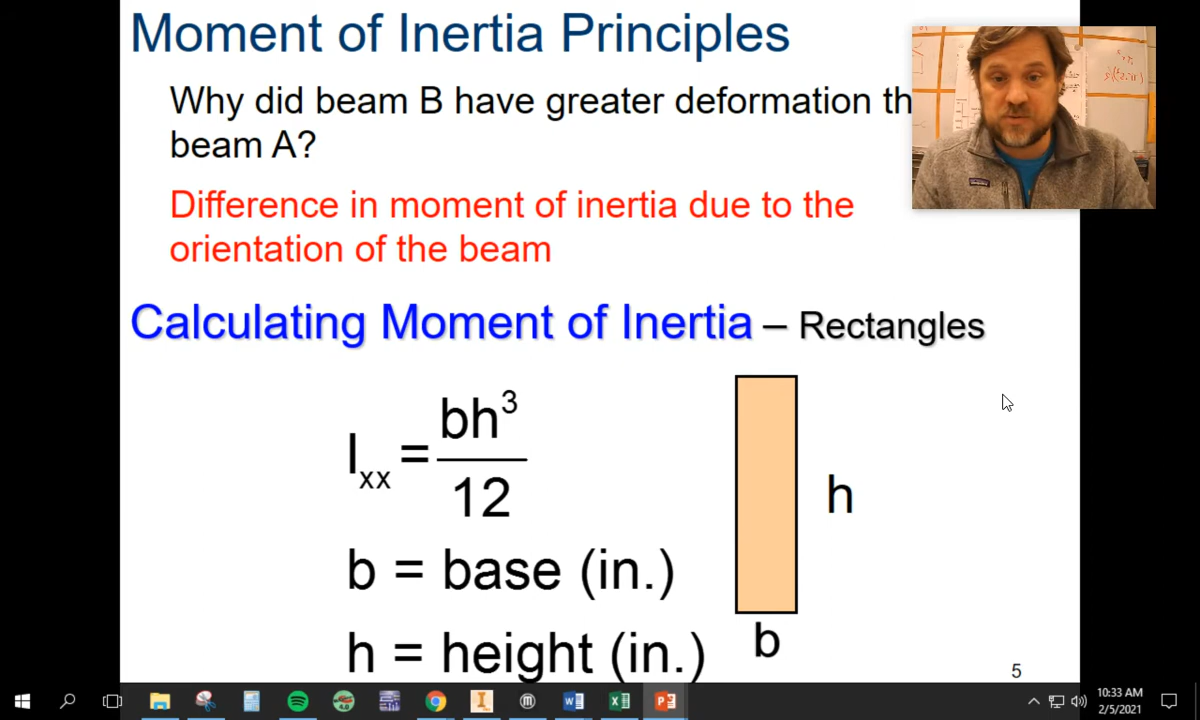 Moment of Inertia Principles
Why did beam B have greater deformation th
beam A?
Difference in moment of inertia due to the
orientation of the beam
Calculating Moment of Inertia – Rectangles
I_xx = bh³/12
b = base (in.)
h = height (in.)
h
b
5
10:33 AM
2/5/2021